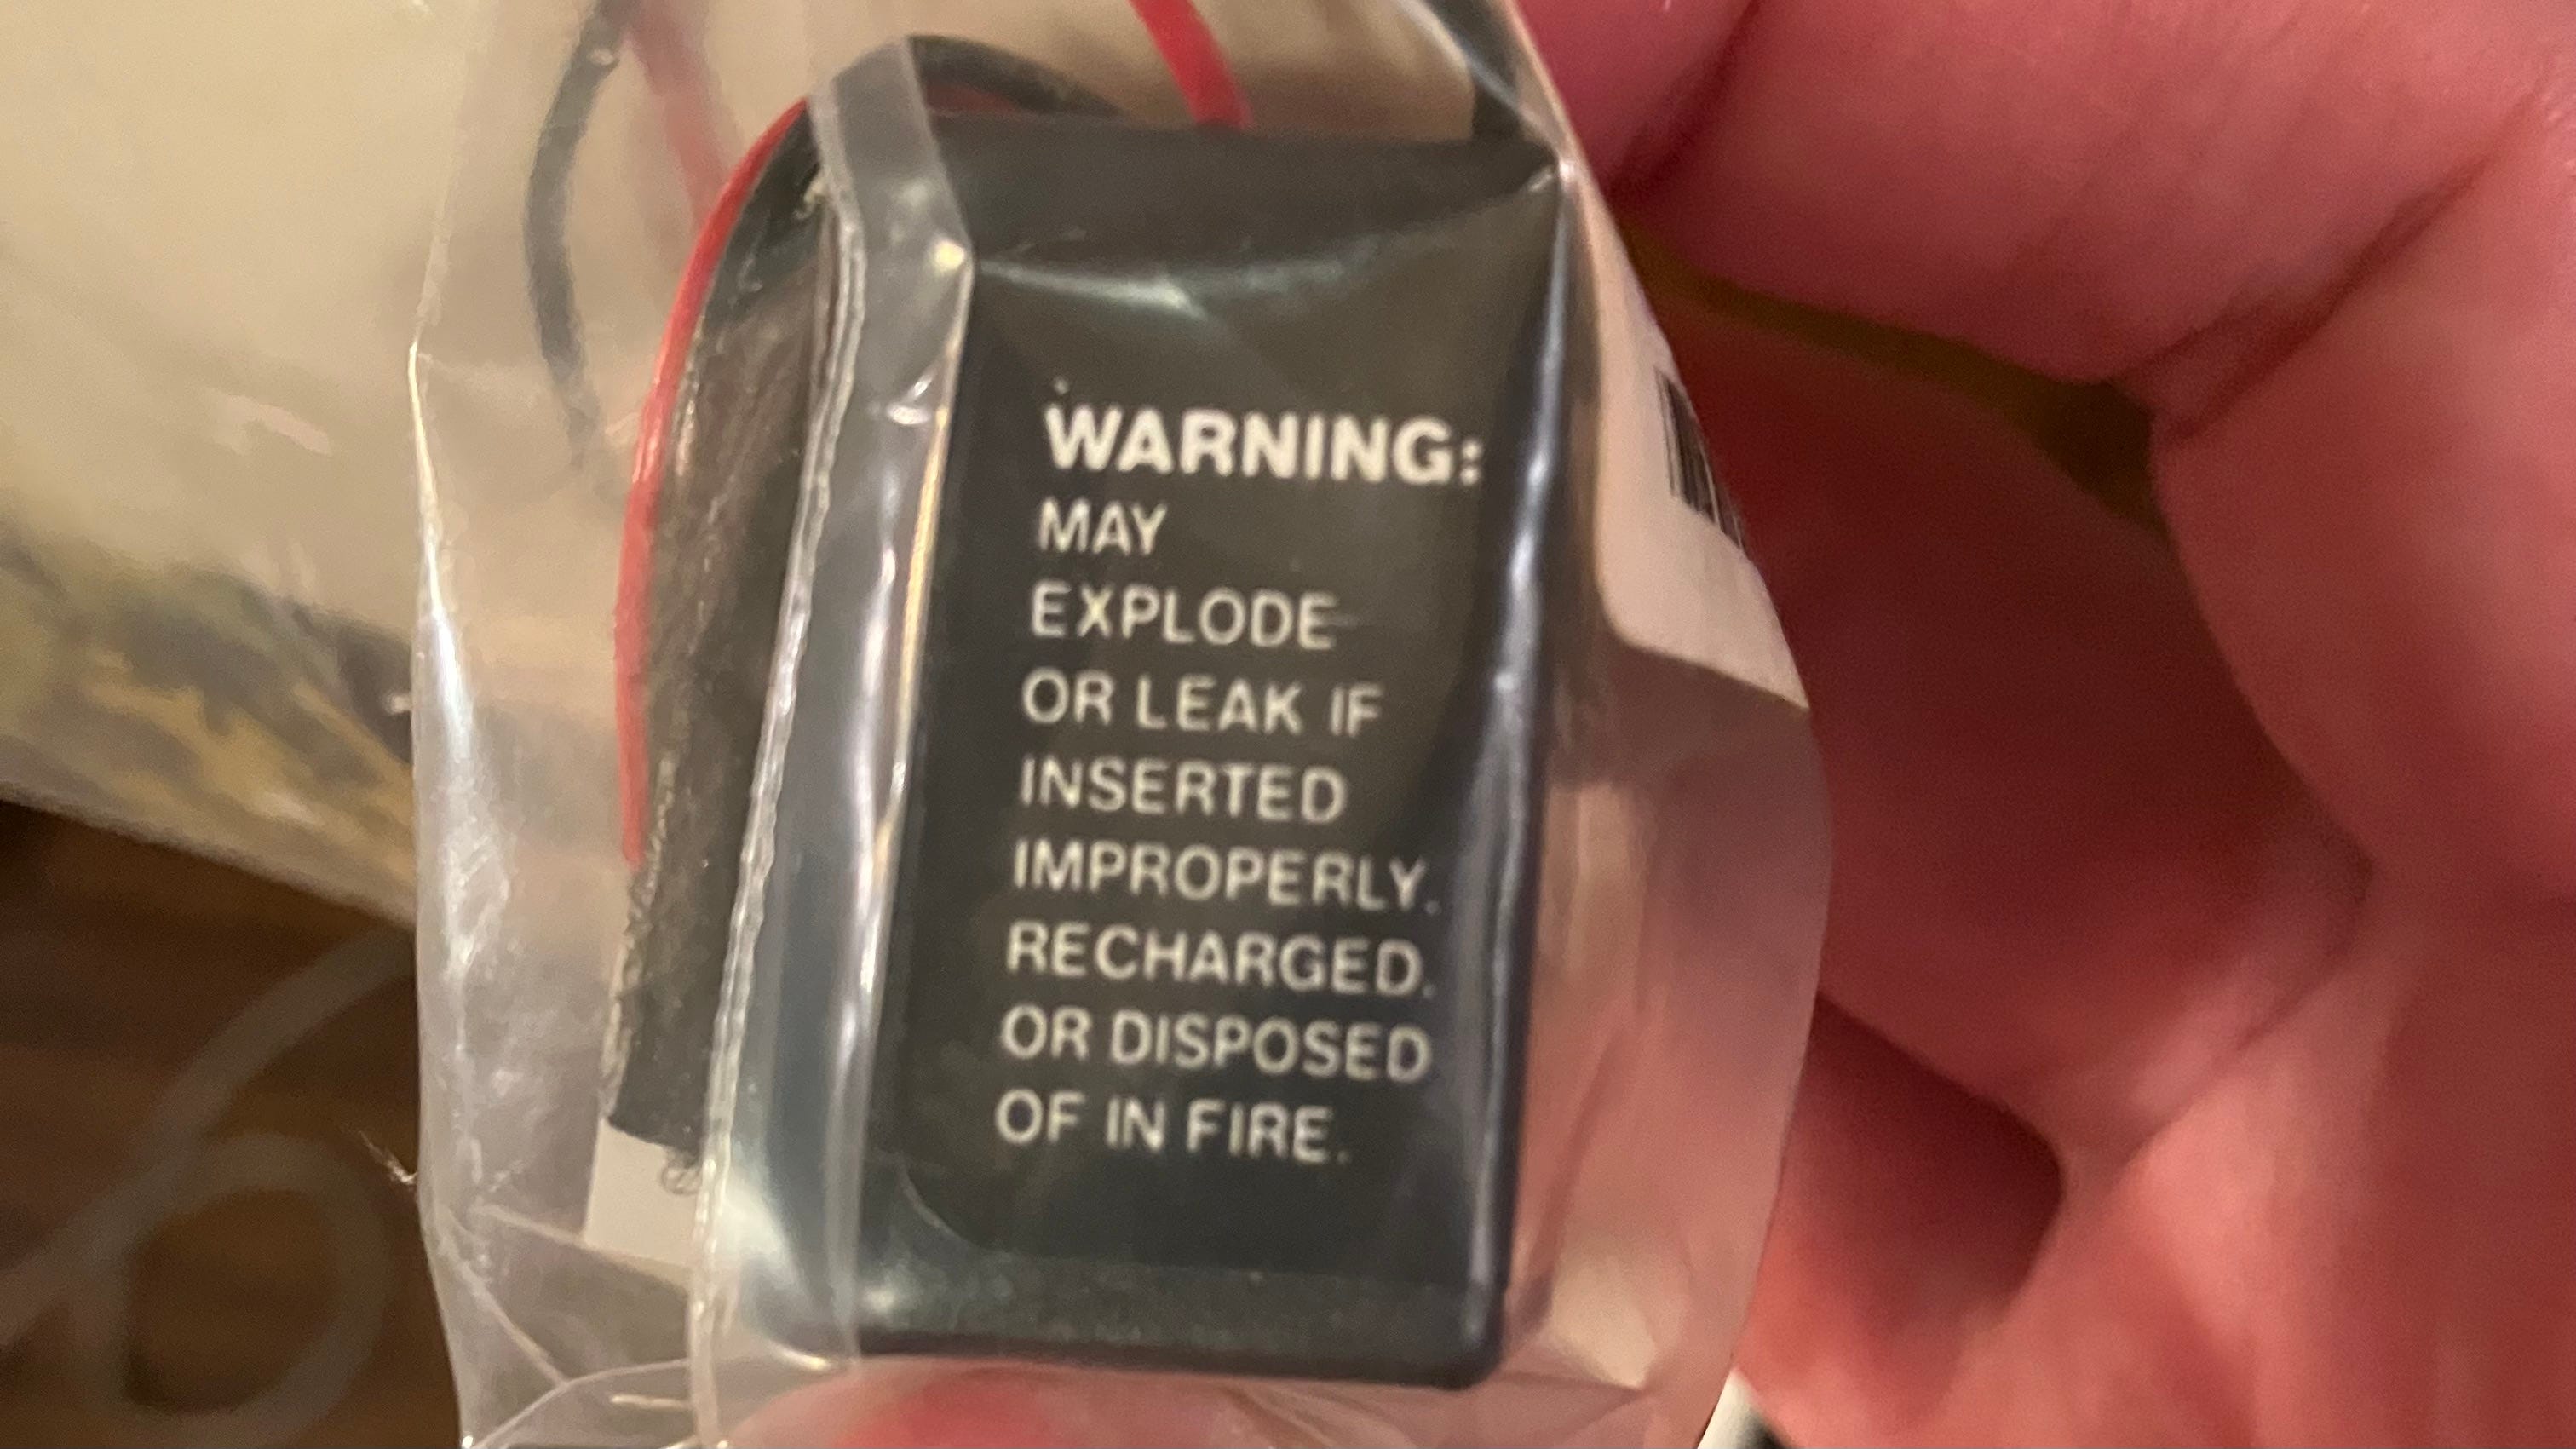 WARNING:
MAY
EXPLODE
OR LEAK IF
INSERTED
IMPROPERLY.
RECHARGED.
OR DISPOSED
OF IN FIRE.